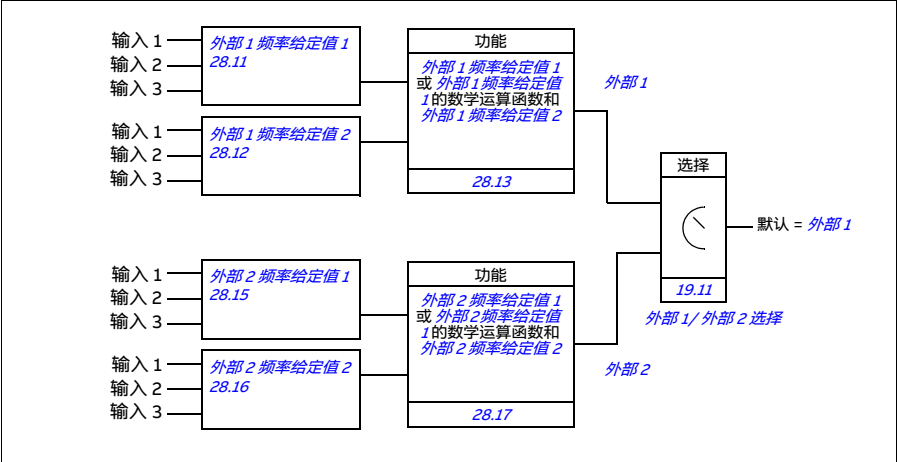 输入 1
输入 2
输入 3
外部 1 频率给定值 1
28.11
输入 1
输入 2
输入 3
外部 1 频率给定值 2
28.12
功能
外部 1 频率给定值 1
或 外部 1 频率给定值
1的数学运算函数和
外部 1 频率给定值 2
28.13
外部 1
选择
19.11
默认 = 外部 1
外部 1/ 外部 2 选择
输入 1
输入 2
输入 3
外部 2 频率给定值 1
28.15
输入 1
输入 2
输入 3
外部 2 频率给定值 2
28.16
功能
外部 2 频率给定值 1
或 外部 2 频率给定值
1的数学运算函数和
外部 2 频率给定值 2
28.17
外部 2